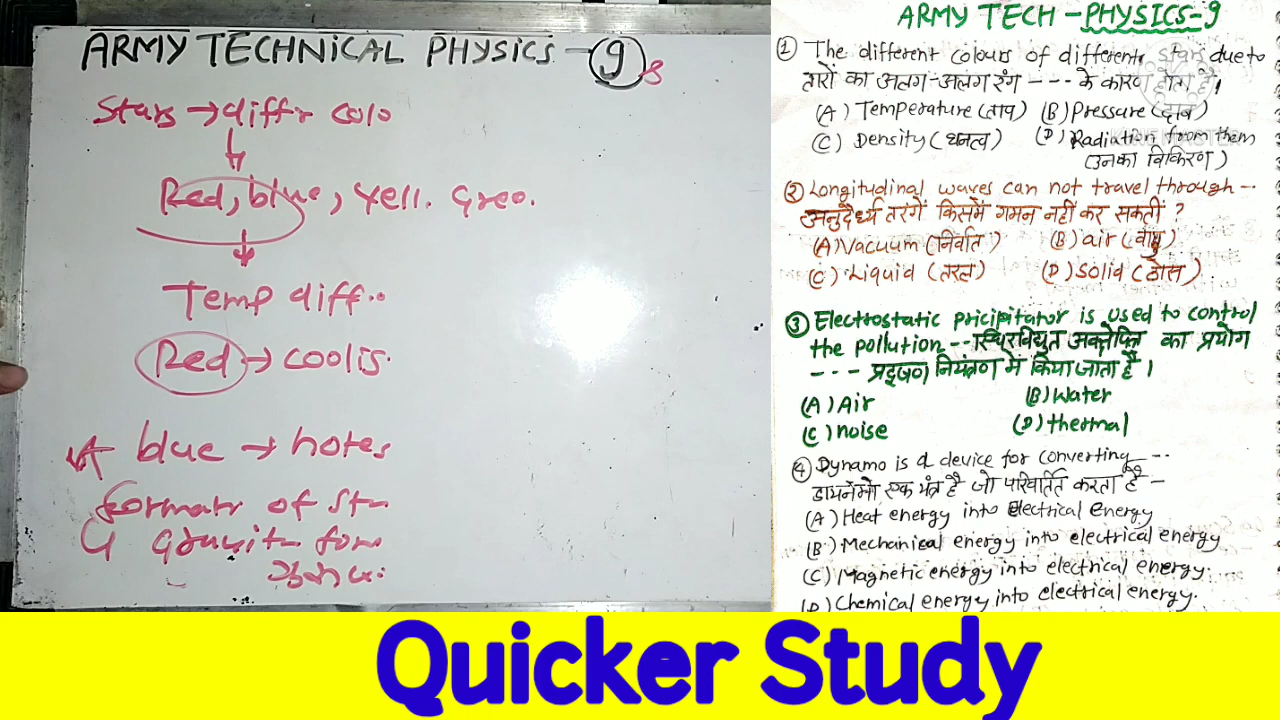 ARMY TECHNICAL PHYSICS - 9
Stars → diffr colo
Red, blue, Yell. Gree.
Temp diff..
Red → coolis.
blue → hotes
formatr of St-
Gravit- form
ARMY TECH - PHYSICS-9
① The different colours of different stars due to
तारों का अलग-अलग रंग --- के कारण होता है।
(A) Temperature (ताप) (B) Pressure (दाब)
(C) Density (घनत्व) (D) Radiation from them
(उनका विकिरण)
② Longitudinal waves can not travel through --
अनुदैर्ध्य तरंगें किसमें गमन नहीं कर सकतीं ?
(A) Vacuum (निर्वात) (B) air (वायु)
(C) Liquid (तरल) (D) Solid (ठोस)
③ Electrostatic pricipitator is used to control
the pollution -- स्थिरविद्युत का प्रयोग
--- प्रदूषण नियंत्रण में किया जाता है।
(A) Air (B) Water
(C) noise (D) thermal
④ Dynamo is a device for converting --
डायनेमो एक यंत्र है जो परिवर्तित करता है -
(A) Heat energy into Electrical energy
(B) Mechanical energy into electrical energy
(C) Magnetic energy into electrical energy.
(D) Chemical energy into electrical energy.
Quicker Study